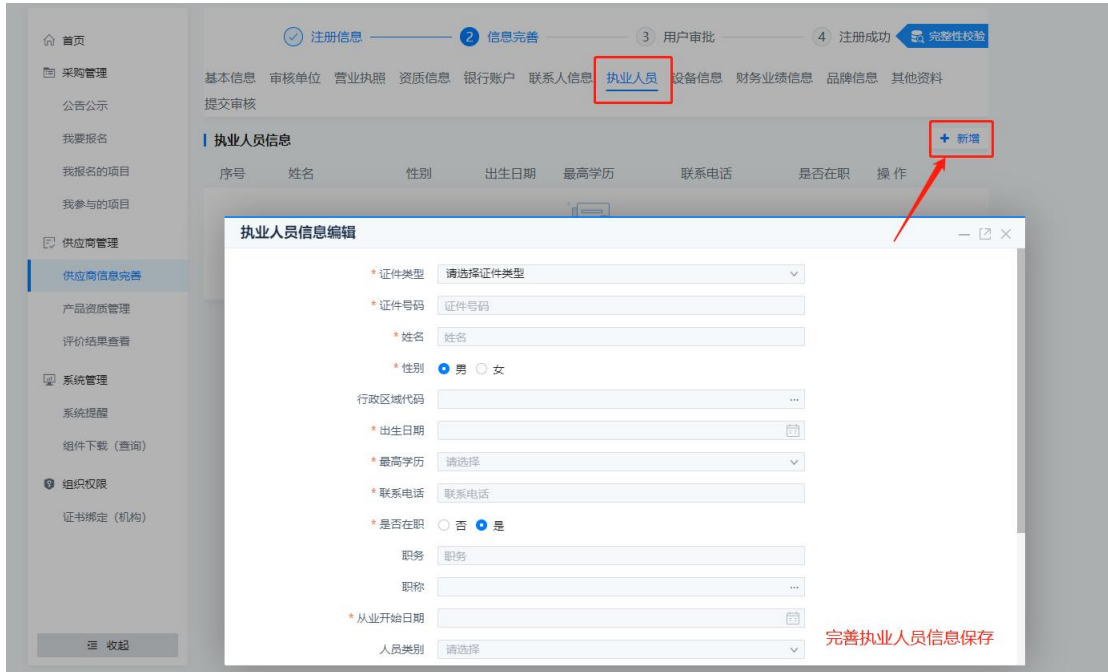 首页
采购管理
公告公示
我要报名
我报名的项目
我参与的项目
供应商管理
供应商信息完善
产品资质管理
评价结果查看
系统管理
系统提醒
组件下载（查询）
组织权限
证书绑定（机构）
收起
注册信息 2 信息完善 3 用户审批 4 注册成功 完整性校验
基本信息 审核单位 营业执照 资质信息 银行账户 联系人信息 执业人员 设备信息 财务业绩信息 品牌信息 其他资料
提交审核
执业人员信息
+ 新增
序号 姓名 性别 出生日期 最高学历 联系电话 是否在职 操作
执业人员信息编辑
* 证件类型 请选择证件类型
* 证件号码 证件号码
* 姓名 姓名
* 性别 男 女
行政区域代码 ...
* 出生日期
* 最高学历 请选择
* 联系电话 联系电话
* 是否在职 否 是
职务 职务
职称 ...
* 从业开始日期
人员类别 请选择
完善执业人员信息保存